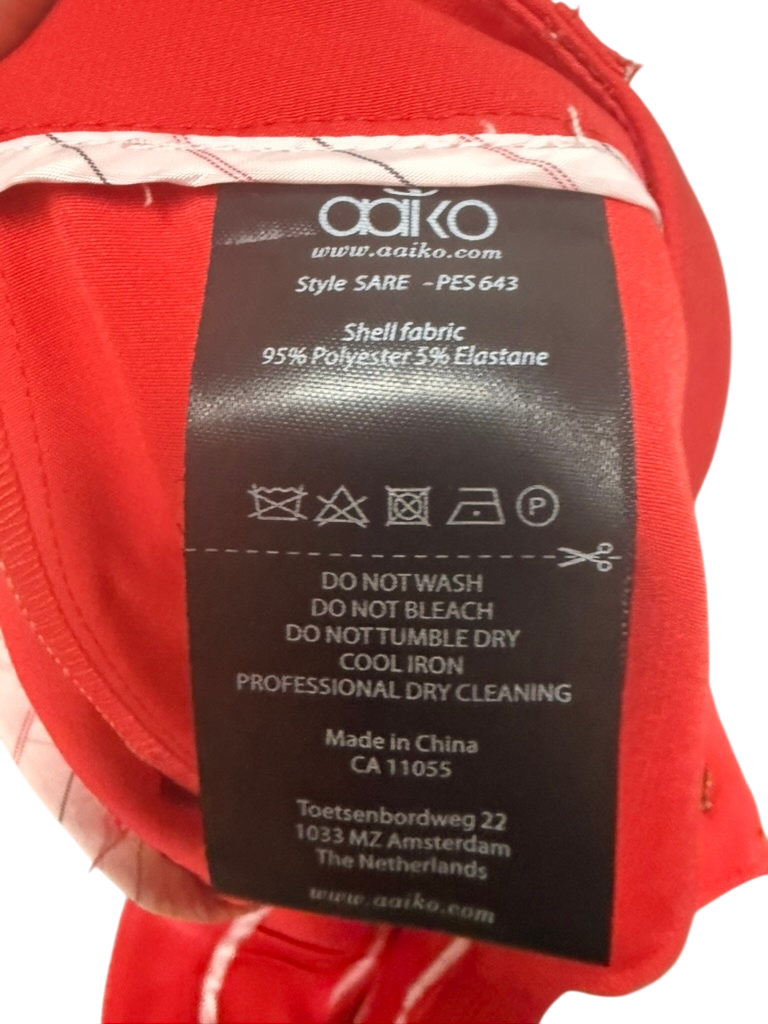 aaiko
www.aaiko.com
Style SARE -PES 643
Shell fabric
95% Polyester 5% Elastane
P
DO NOT WASH
DO NOT BLEACH
DO NOT TUMBLE DRY
COOL IRON
PROFESSIONAL DRY CLEANING
Made in China
CA 11055
Toetsenbordweg 22
1033 MZ Amsterdam
The Netherlands
www.aaiko.com